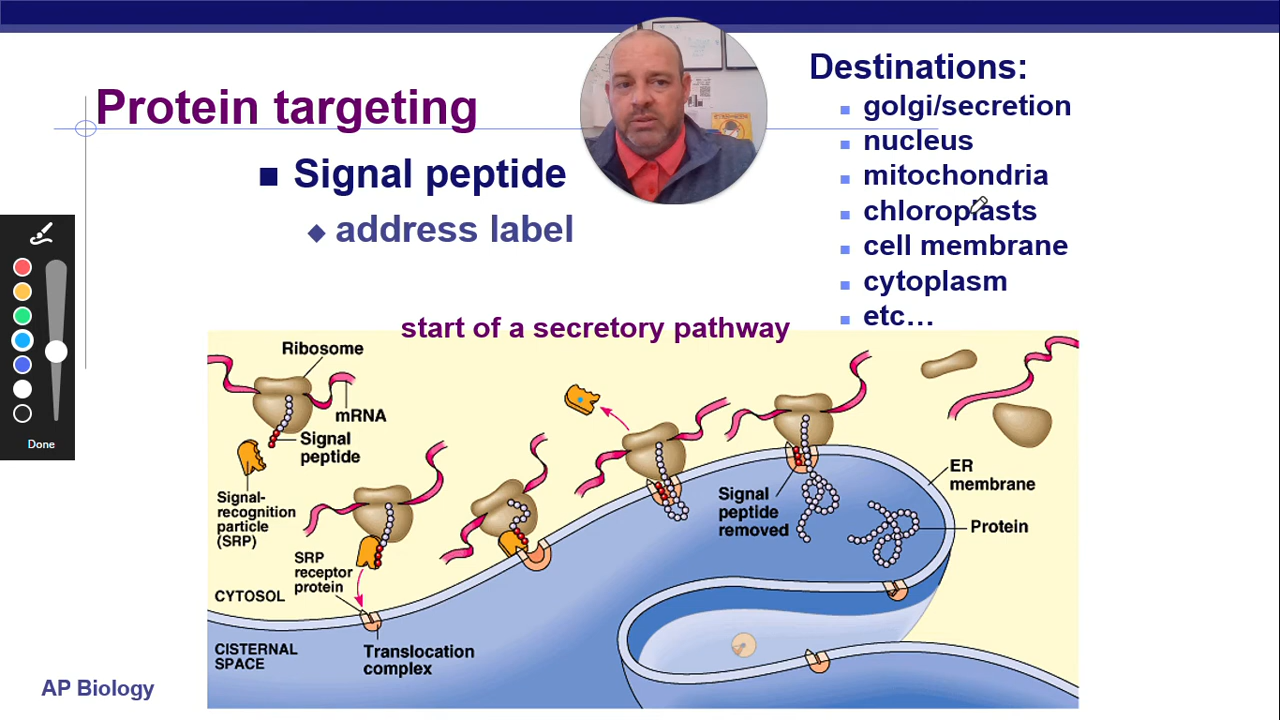 Protein targeting
Signal peptide
address label
Destinations:
golgi/secretion
nucleus
mitochondria
chloroplasts
cell membrane
cytoplasm
etc…
start of a secretory pathway
Ribosome
mRNA
Signal
peptide
Signal-
recognition
particle
(SRP)
SRP
receptor
protein
CYTOSOL
CISTERNAL
SPACE
Translocation
complex
Signal
peptide
removed
ER
membrane
Protein
Done
AP Biology